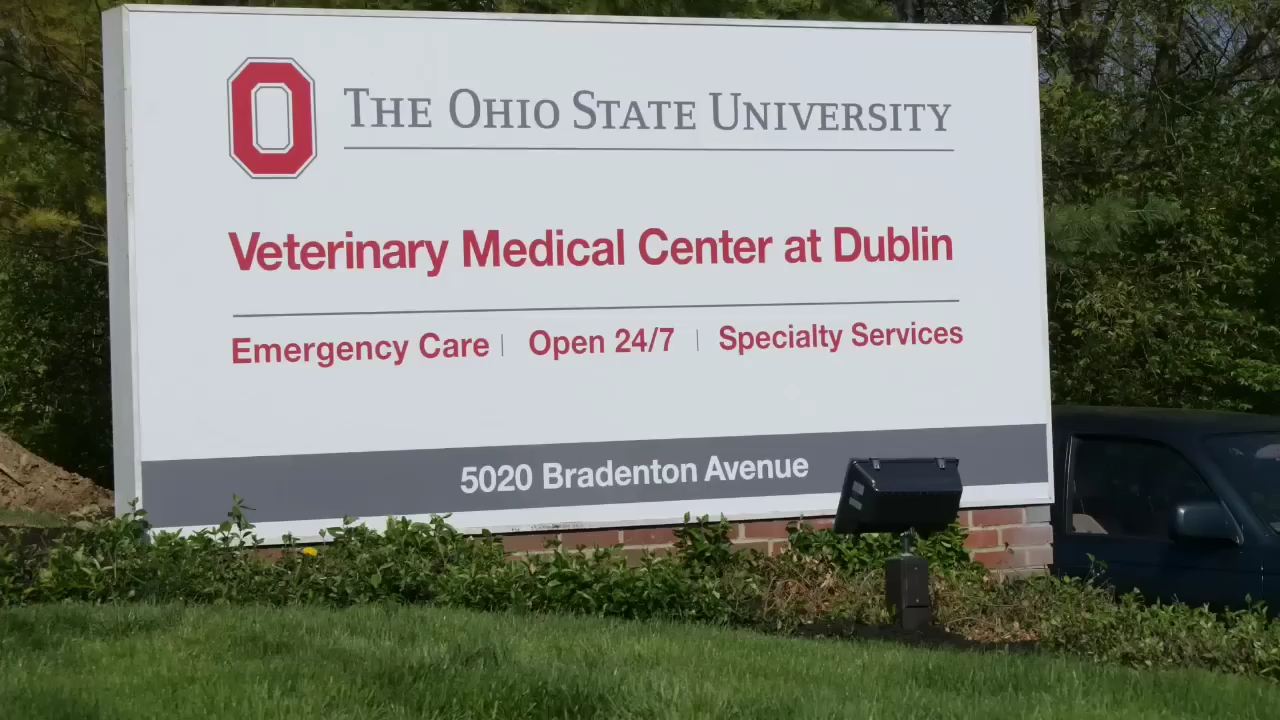 THE OHIO STATE UNIVERSITY
Veterinary Medical Center at Dublin
Emergency Care | Open 24/7 | Specialty Services
5020 Bradenton Avenue